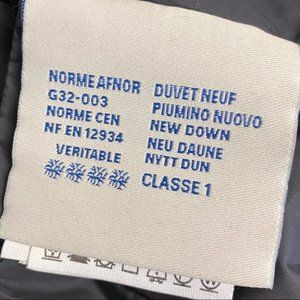 NORME AFNOR
G32-003
NORME CEN
NF EN 12934
VERITABLE
DUVET NEUF
PIUMINO NUOVO
NEW DOWN
NEU DAUNE
NYTT DUN
CLASSE 1